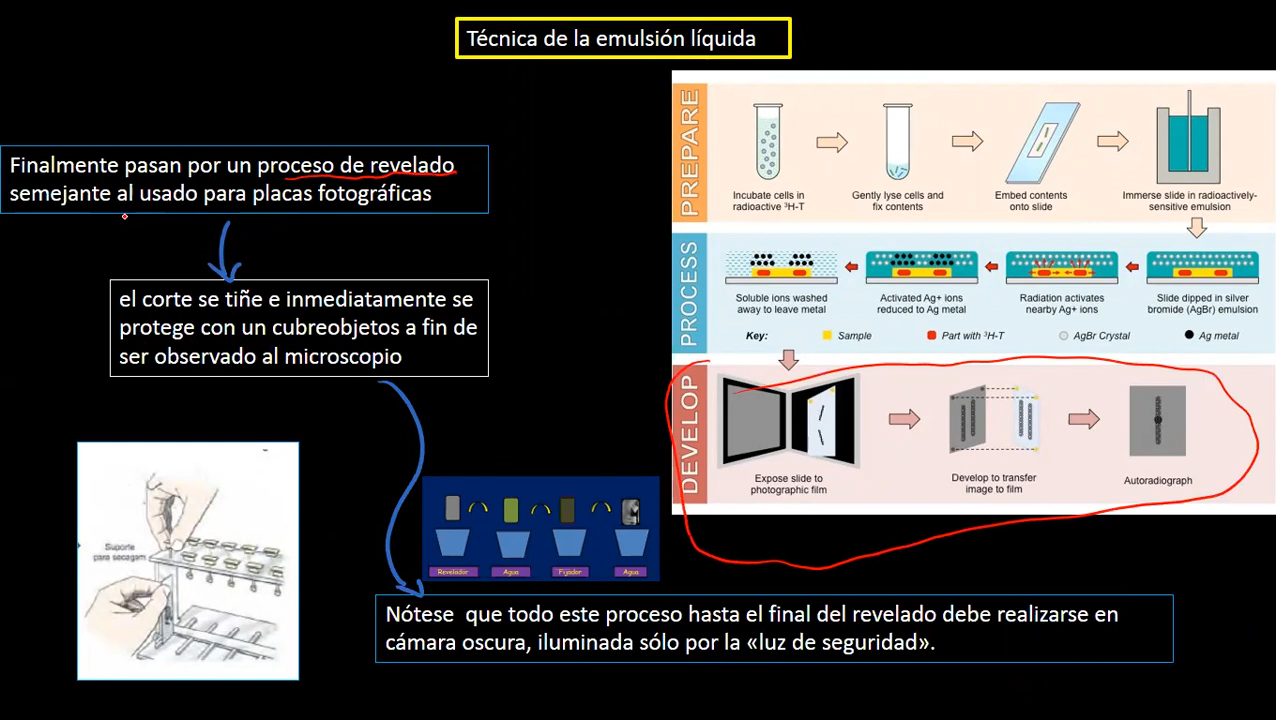 Técnica de la emulsión líquida
Finalmente pasan por un proceso de revelado
semejante al usado para placas fotográficas
el corte se tiñe e inmediatamente se
protege con un cubreobjetos a fin de
ser observado al microscopio
Suporte
para secagam
Revelador
Agua
Fijador
Agua
Nótese que todo este proceso hasta el final del revelado debe realizarse en
cámara oscura, iluminada sólo por la «luz de seguridad».
PREPARE
Incubate cells in
radioactive ³H-T
Gently lyse cells and
fix contents
Embed contents
onto slide
Immerse slide in radioactively-
sensitive emulsion
PROCESS
Soluble ions washed
away to leave metal
Activated Ag+ ions
reduced to Ag metal
Radiation activates
nearby Ag+ ions
Slide dipped in silver
bromide (AgBr) emulsion
Key:
Sample
Part with ³H-T
AgBr Crystal
Ag metal
DEVELOP
Expose slide to
photographic film
Develop to transfer
image to film
Autoradiograph